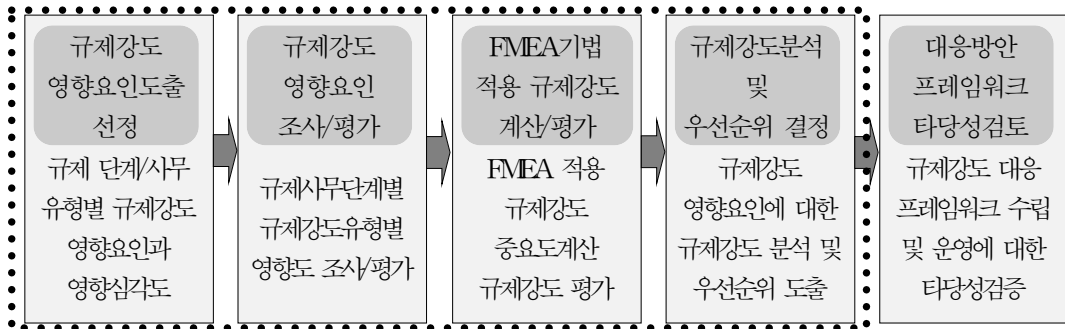 규제강도
영향요인도출
선정
규제 단계/사무
유형별 규제강도
영향요인과
영향심각도
규제강도
영향요인
조사/평가
규제사무단계별
규제강도유형별
영향도 조사/평가
FMEA기법
적용 규제강도
계산/평가
FMEA 적용
규제강도
중요도계산
규제강도 평가
규제강도분석
및
우선순위 결정
규제강도
영향요인에 대한
규제강도 분석 및
우선순위 도출
대응방안
프레임워크
타당성검토
규제강도 대응
프레임워크 수립
및 운영에 대한
타당성검증